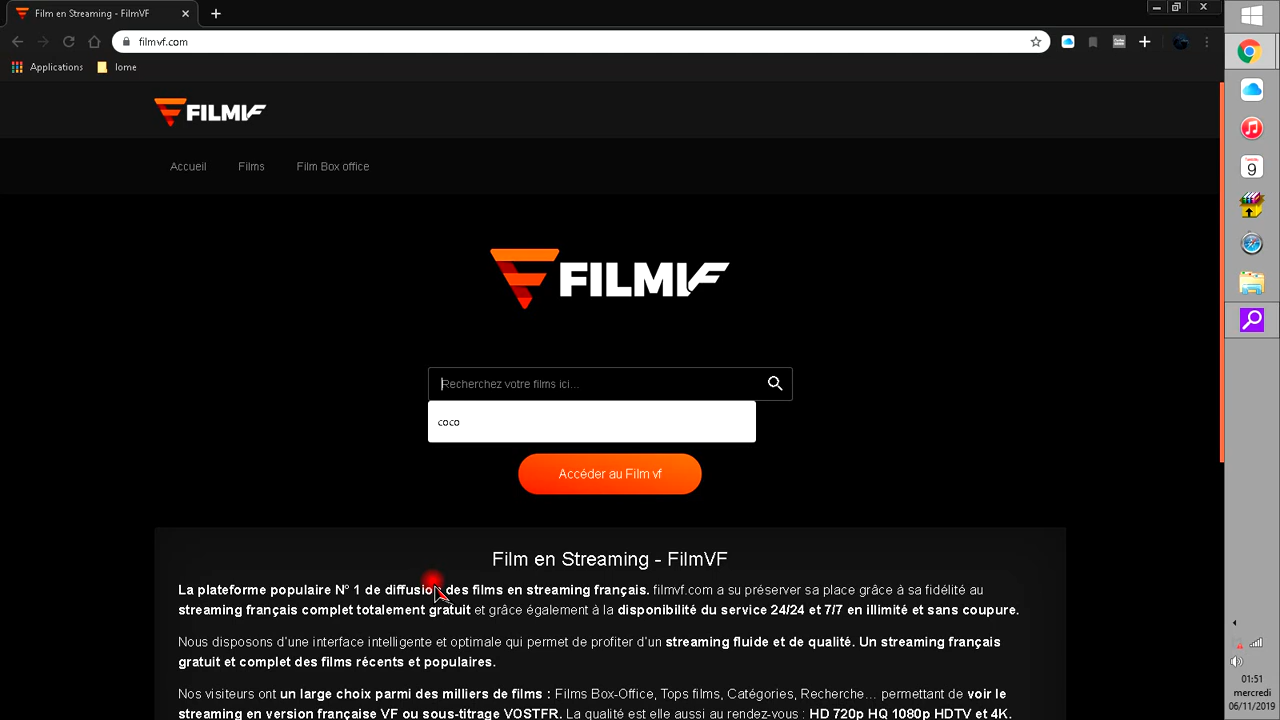 Film en Streaming - FilmVF
filmvf.com
Applications
lome
FILMVF
Accueil Films Film Box office
FILMVF
Recherchez votre films ici...
coco
Accéder au Film vf
Film en Streaming - FilmVF
La plateforme populaire N° 1 de diffusion des films en streaming français. filmvf.com a su préserver sa place grâce à sa fidélité au
streaming français complet totalement gratuit et grâce également à la disponibilité du service 24/24 et 7/7 en illimité et sans coupure.
Nous disposons d'une interface intelligente et optimale qui permet de profiter d'un streaming fluide et de qualité. Un streaming français
gratuit et complet des films récents et populaires.
Nos visiteurs ont un large choix parmi des milliers de films : Films Box-Office, Tops films, Catégories, Recherche... permettant de voir le
streaming en version française VF ou sous-titrage VOSTFR. La qualité est elle aussi au rendez-vous : HD 720p HQ 1080p HDTV et 4K.
9
01:51
mercredi
06/11/2019